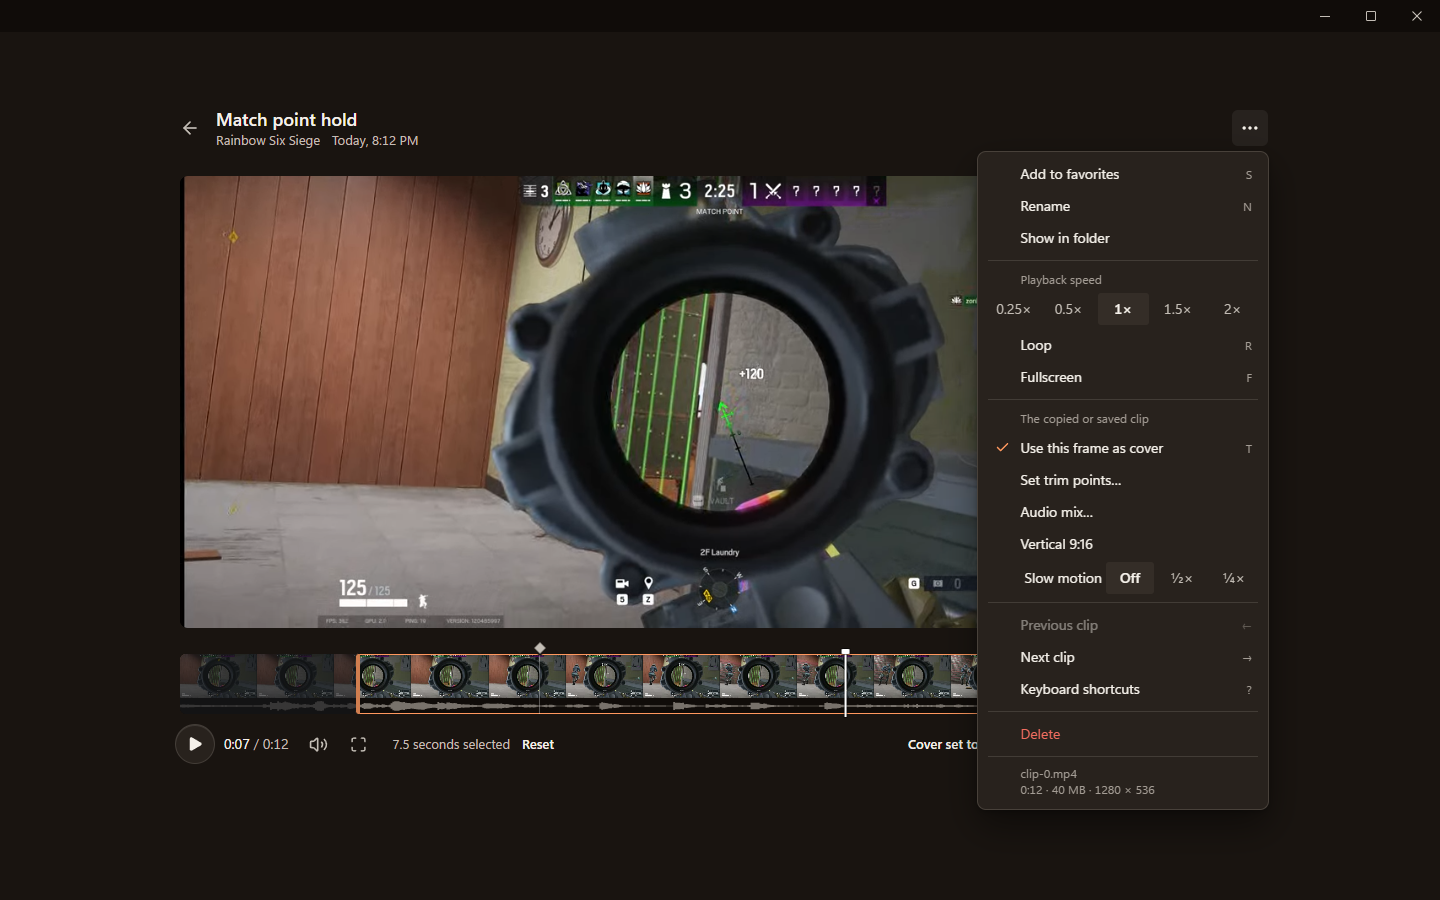 Match point hold
Rainbow Six Siege Today, 8:12 PM
3 3 2:25 1 ? ? ? ? ?
MATCH POINT
+120
VAULT
2F Laundry
125 /125
5 Z
G
7.5 seconds selected Reset
0:07 / 0:12
Cover set to
Add to favorites S
Rename N
Show in folder
Playback speed
0.25× 0.5× 1× 1.5× 2×
Loop R
Fullscreen F
The copied or saved clip
Use this frame as cover T
Set trim points...
Audio mix...
Vertical 9:16
Slow motion Off ½× ¼×
Previous clip ←
Next clip →
Keyboard shortcuts ?
Delete
clip-0.mp4
0:12 · 40 MB · 1280 × 536